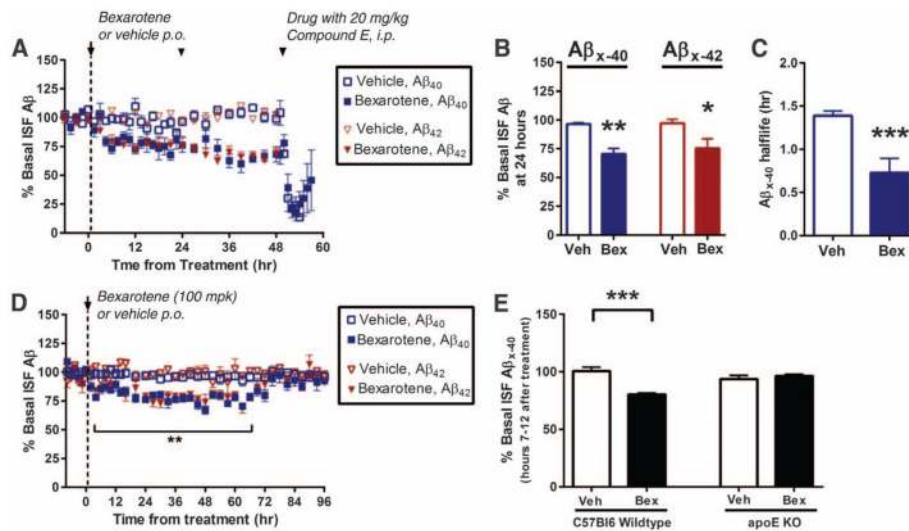 Bexarotene
or vehicle p.o.
Drug with 20 mg/kg
Compound E, i.p.
A
% Basal ISF Aβ
150
125
100
75
50
25
0
0 12 24 36 48 60
Tme from Treatment (hr)
Vehicle, Aβ40
Bexarotene, Aβ40
Vehicle, Aβ42
Bexarotene, Aβ42
B
Aβx-40 Aβx-42
% Basal ISF Aβ
at 24 hours
150
125
100
75
50
25
0
** *
Veh Bex Veh Bex
C
Aβx-40 halflife (hr)
2.0
1.5
1.0
0.5
0.0
***
Veh Bex
D
Bexarotene (100 mpk)
or vehicle p.o.
% Basal ISF Aβ
150
125
100
75
50
25
0
**
0 12 24 36 48 60 72 84 96
Time from treatment (hr)
Vehicle, Aβ40
Bexarotene, Aβ40
Vehicle, Aβ42
Bexarotene, Aβ42
E
% Basal ISF Aβx-40
(hours 7-12 after treatment)
150
100
50
0
***
Veh Bex Veh Bex
C57Bl6 Wildtype apoE KO